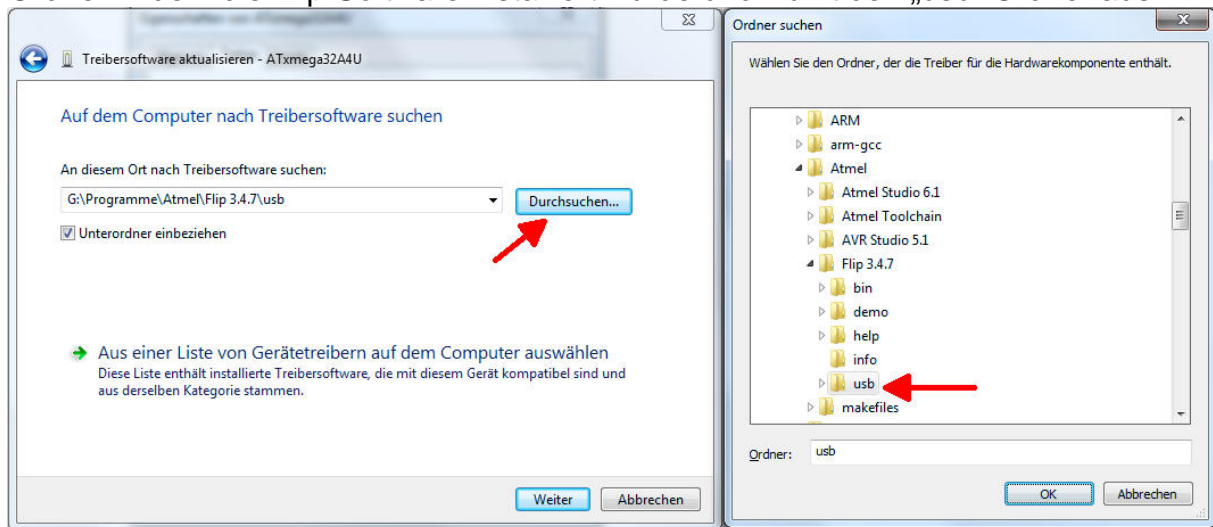 Treibersoftware aktualisieren - ATxmega32A4U
Auf dem Computer nach Treibersoftware suchen
An diesem Ort nach Treibersoftware suchen:
G:\Programme\Atmel\Flip 3.4.7\usb
Durchsuchen...
Unterordner einbeziehen
Aus einer Liste von Gerätetreibern auf dem Computer auswählen
Diese Liste enthält installierte Treibersoftware, die mit diesem Gerät kompatibel sind und
aus derselben Kategorie stammen.
Weiter
Abbrechen
Ordner suchen
Wählen Sie den Ordner, der die Treiber für die Hardwarekomponente enthält.
ARM
arm-gcc
Atmel
Atmel Studio 6.1
Atmel Toolchain
AVR Studio 5.1
Flip 3.4.7
bin
demo
help
info
usb
makefiles
Ordner: usb
OK
Abbrechen